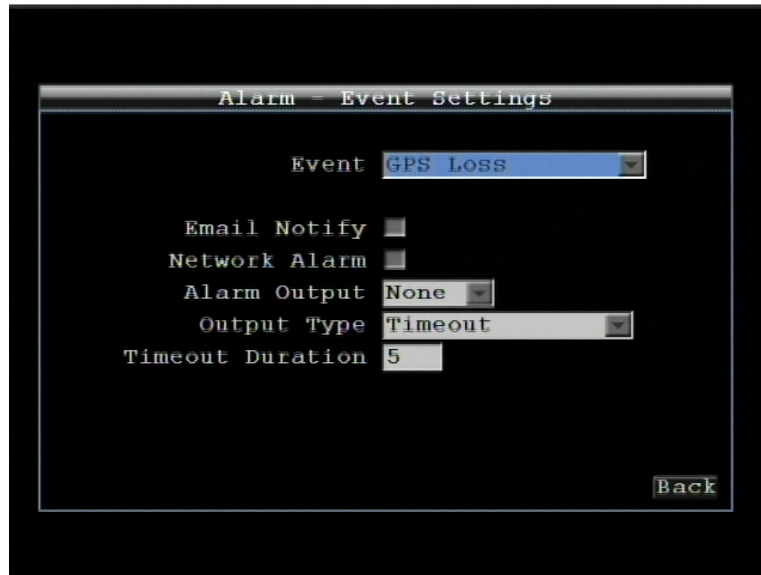 Alarm - Event Settings
Event GPS Loss
Email Notify
Network Alarm
Alarm Output None
Output Type Timeout
Timeout Duration 5
Back